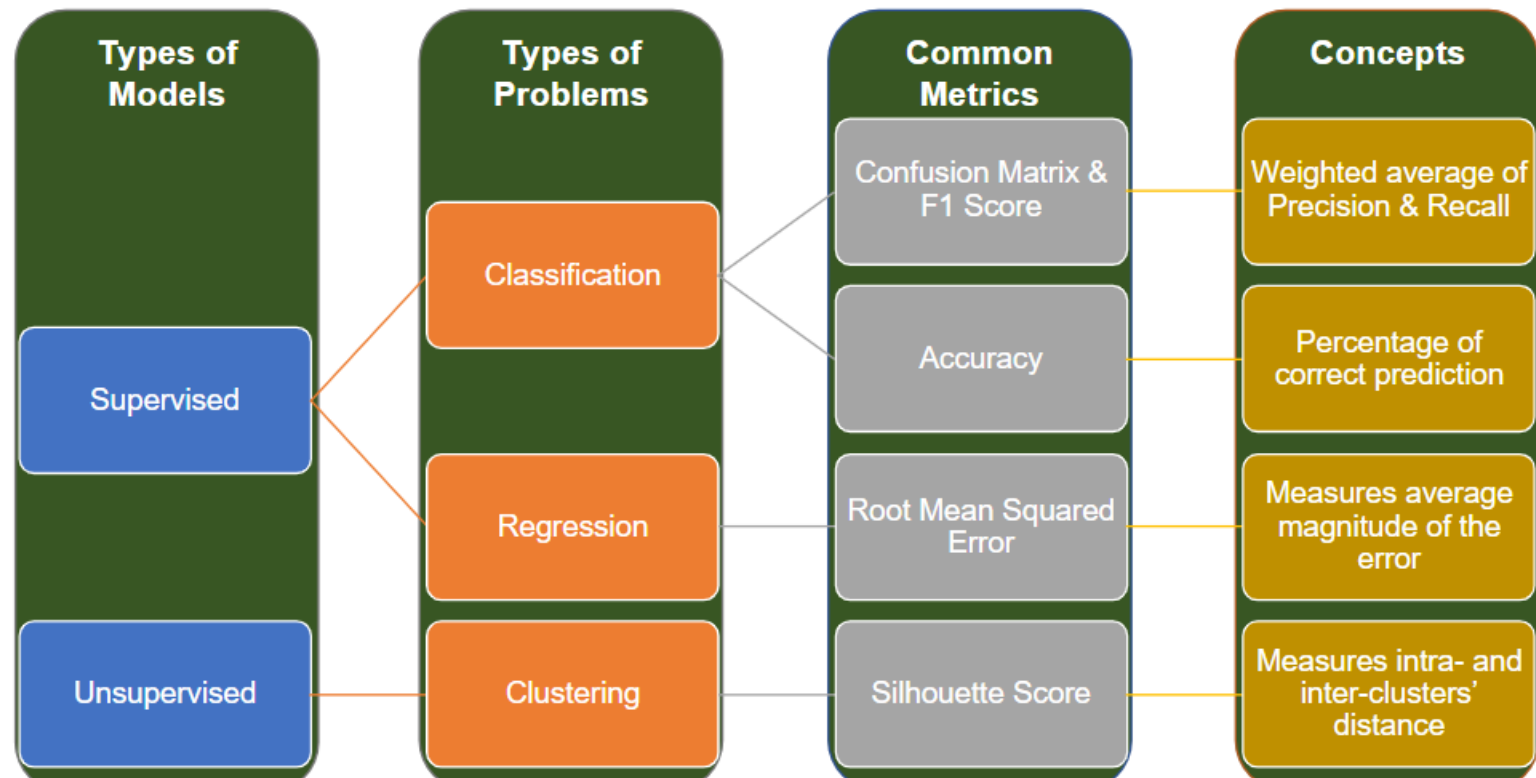 Types of
Models
Types of
Problems
Common
Metrics
Concepts
Supervised
Unsupervised
Classification
Regression
Clustering
Confusion Matrix &
F1 Score
Accuracy
Root Mean Squared
Error
Silhouette Score
Weighted average of
Precision & Recall
Percentage of
correct prediction
Measures average
magnitude of the
error
Measures intra- and
inter-clusters’
distance